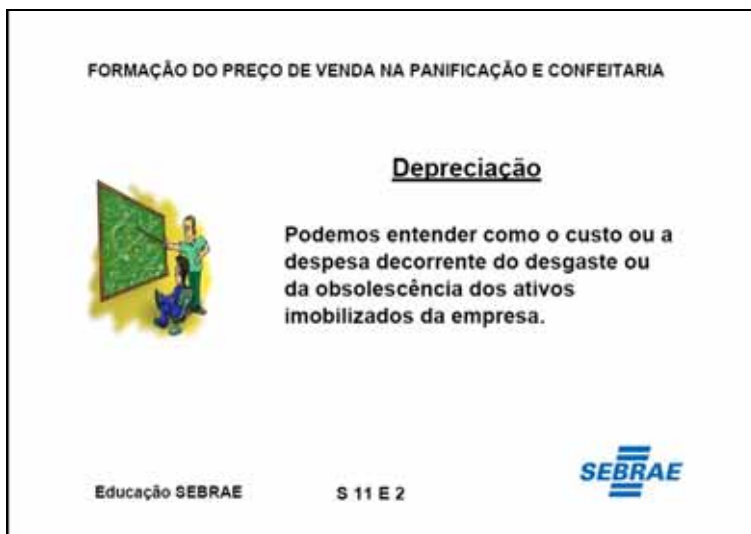 FORMAÇÃO DO PREÇO DE VENDA NA PANIFICAÇÃO E CONFEITARIA
Depreciação
Podemos entender como o custo ou a
despesa decorrente do desgaste ou
da obsolescência dos ativos
imobilizados da empresa.
SEBRAE
Educação SEBRAE S 11 E 2